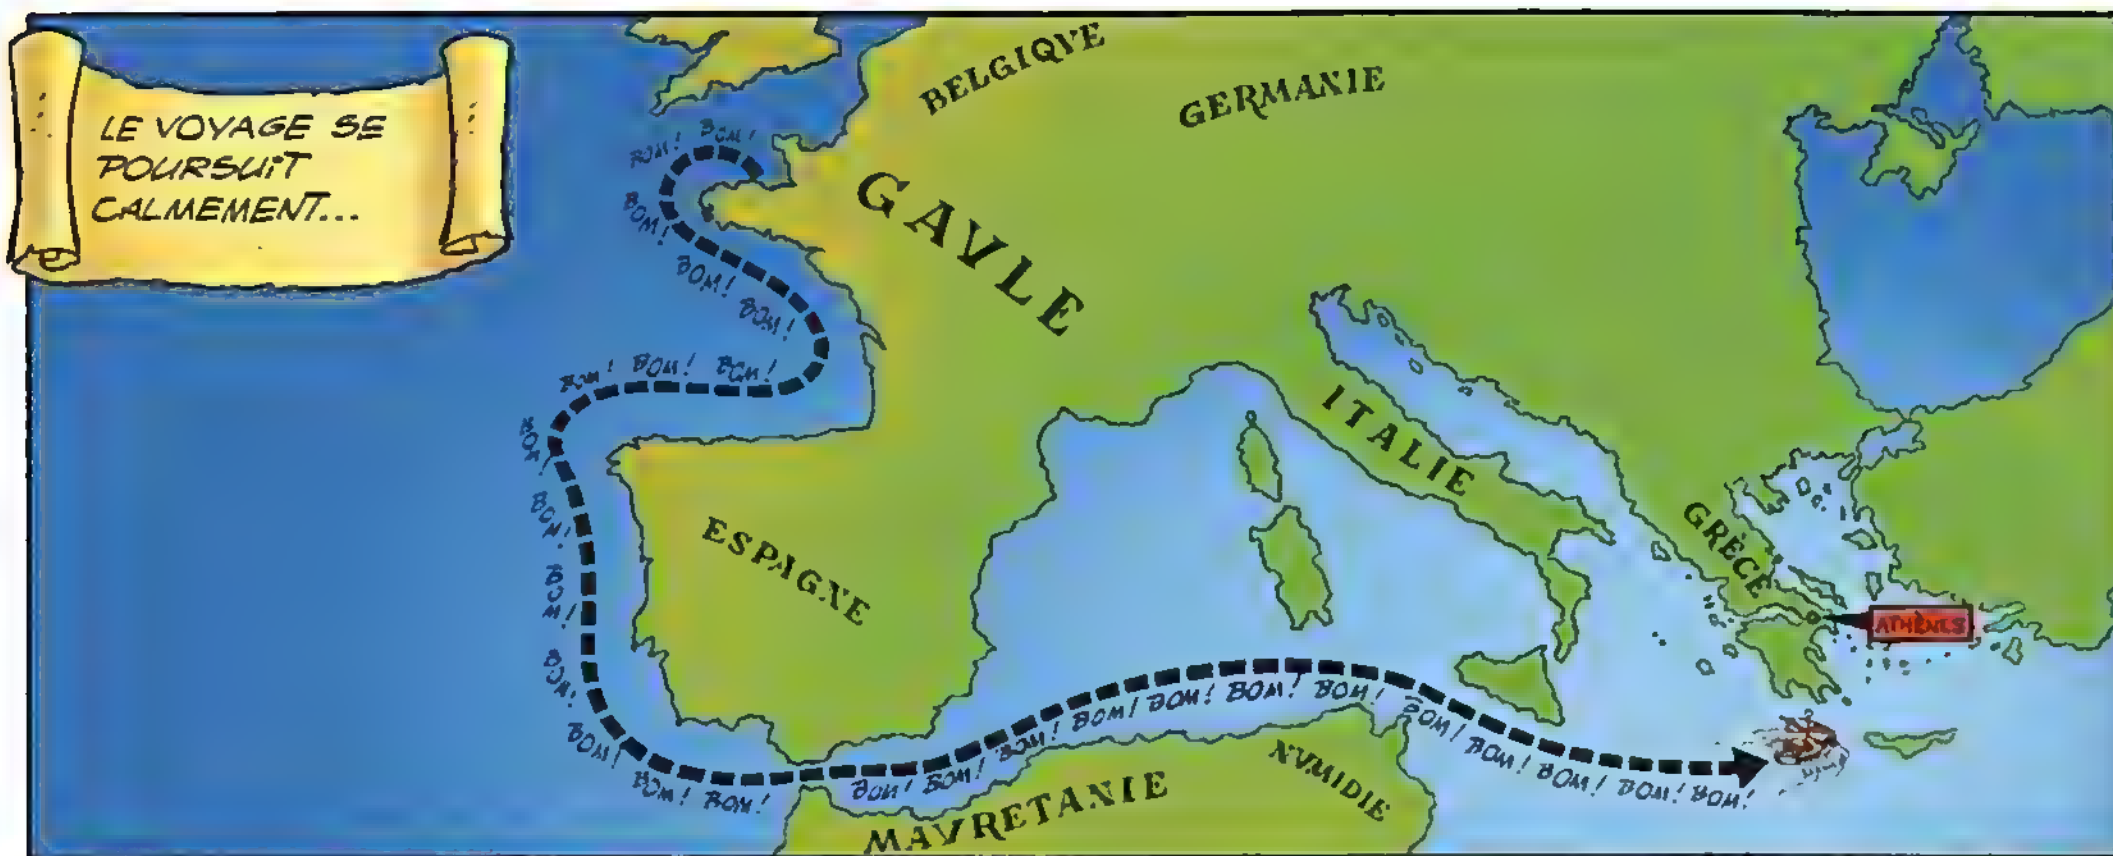 LE VOYAGE SE
POURSUIT
CALMEMENT...
BELGIQVE
GERMANIE
GAVLE
BOM! BOM!
BOM!
BOM!
BOM!
BOM! BOM! BOM!
BOM!
BOM!
BOM!
BOM!
BOM!
BOM! BOM!
BOM! BOM! BOM! BOM! BOM! BOM! BOM! BOM! BOM! BOM! BOM! BOM!
ITALIE
ESPAGNE
GRÈCE
ATHÈNES
MAVRETANIE
NVMIDIE